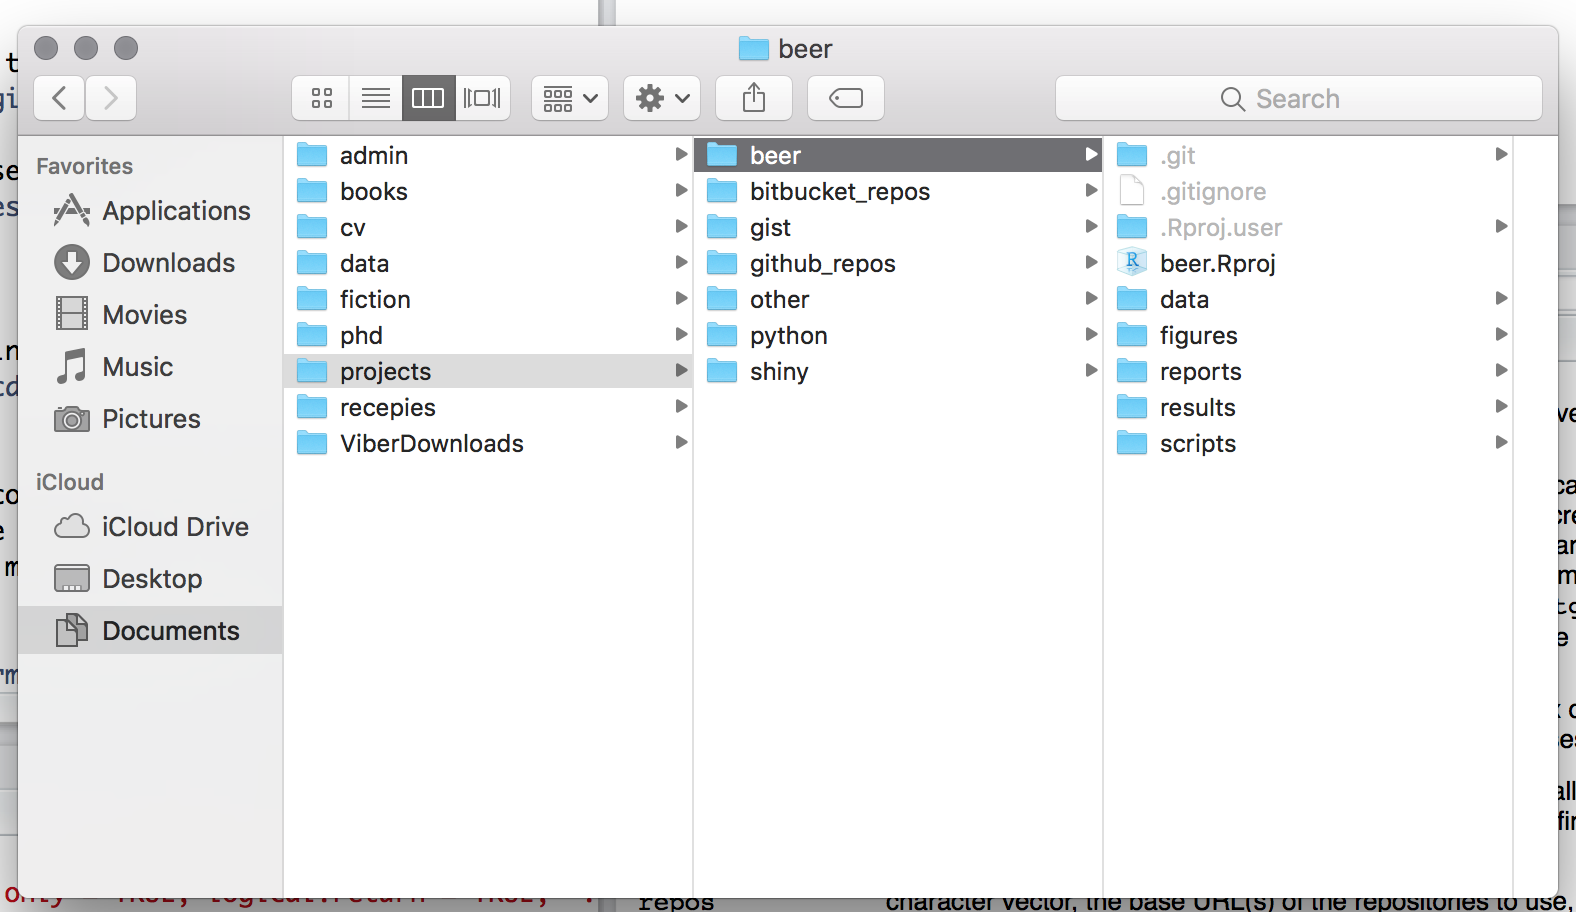 beer
Search
Favorites
Applications
Downloads
Movies
Music
Pictures
iCloud
iCloud Drive
Desktop
Documents
admin
books
cv
data
fiction
phd
projects
recepies
ViberDownloads
beer
bitbucket_repos
gist
github_repos
other
python
shiny
.git
.gitignore
.Rproj.user
beer.Rproj
data
figures
reports
results
scripts
repos
character vector, the base URL(s) of the repositories to use,